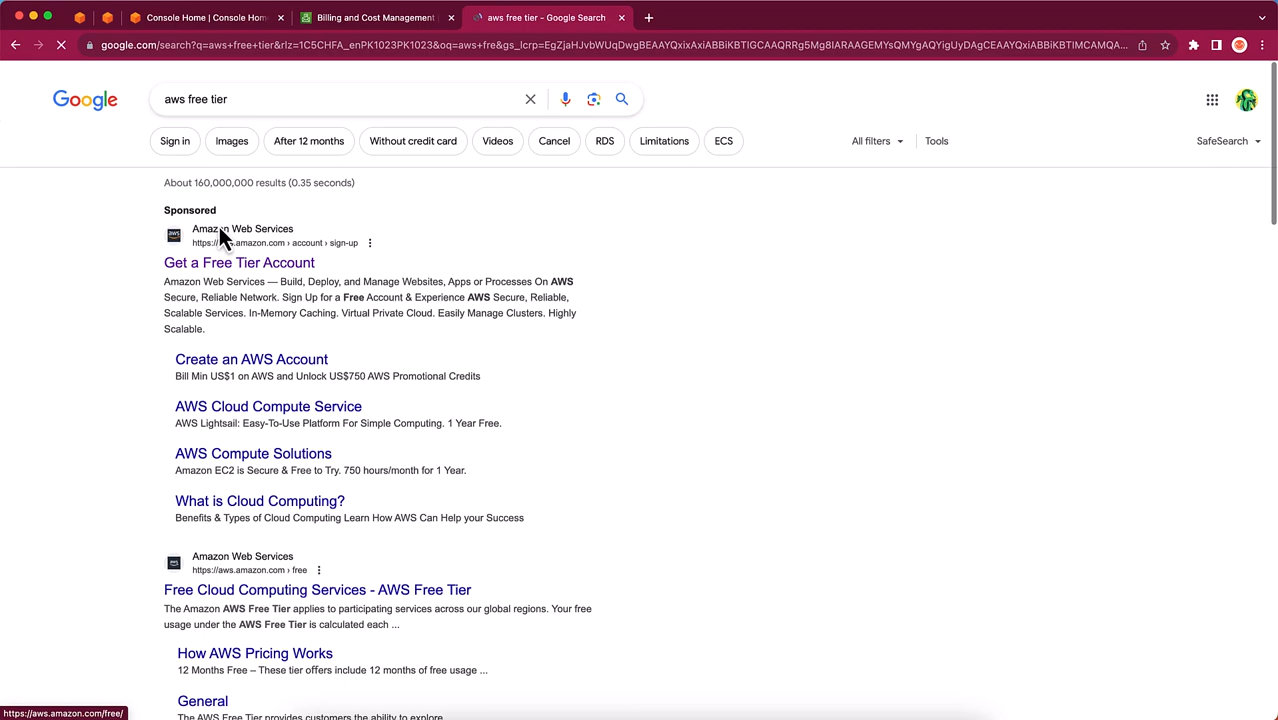 Console Home | Console Hom
Billing and Cost Management
aws free tier - Google Search
google.com/search?q=aws+free+tier&rlz=1C5CHFA_enPK1023PK1023&oq=aws+fre&gs_lcrp=EgZjaHJvbWUqDwgBEAAYQxixAxiABBiKBTIGCAAQRRg5Mg8IARAAGEMYsQMYgAQYigUyDAgCEAAYQxiABBiKBTIMCAMQA...
Google
aws free tier
Sign in
Images
After 12 months
Without credit card
Videos
Cancel
RDS
Limitations
ECS
All filters
Tools
SafeSearch
About 160,000,000 results (0.35 seconds)
Sponsored
aws
Amazon Web Services
.amazon.com › account › sign-up
Get a Free Tier Account
Amazon Web Services — Build, Deploy, and Manage Websites, Apps or Processes On AWS
Secure, Reliable Network. Sign Up for a Free Account & Experience AWS Secure, Reliable,
Scalable Services. In-Memory Caching. Virtual Private Cloud. Easily Manage Clusters. Highly
Scalable.
Create an AWS Account
Bill Min US$1 on AWS and Unlock US$750 AWS Promotional Credits
AWS Cloud Compute Service
AWS Lightsail: Easy-To-Use Platform For Simple Computing. 1 Year Free.
AWS Compute Solutions
Amazon EC2 is Secure & Free to Try. 750 hours/month for 1 Year.
What is Cloud Computing?
Benefits & Types of Cloud Computing Learn How AWS Can Help your Success
aws
Amazon Web Services
https://aws.amazon.com › free
Free Cloud Computing Services - AWS Free Tier
The Amazon AWS Free Tier applies to participating services across our global regions. Your free
usage under the AWS Free Tier is calculated each ...
How AWS Pricing Works
12 Months Free – These tier offers include 12 months of free usage ...
General
The AWS Free Tier provides customers the ability to explore
https://aws.amazon.com/free/